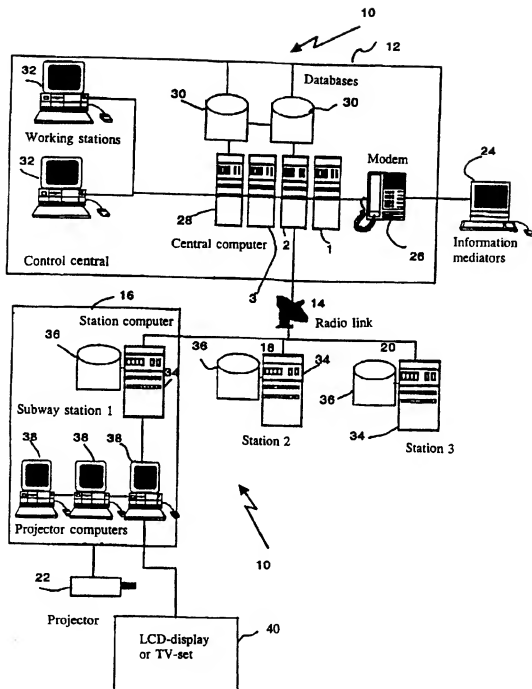 10
12
32
Databases
30
30
Working stations
Modem
24
32
28
26
Central computer
2
1
Information
mediators
Control central
3
16
14
Station computer
Radio link
36
34
36
18
34
20
Subway station 1
36
Station 2
34
Station 3
38
38
38
Projector computers
10
22
Projector
40
LCD-display
or TV-set